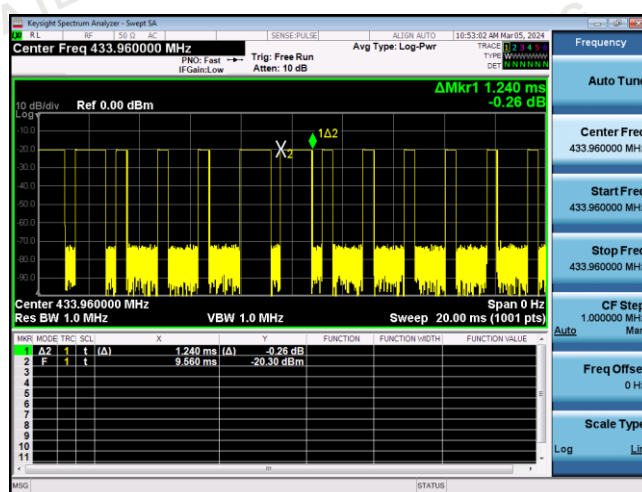 Keysight Spectrum Analyzer - Swept SA
RL RF 50 Ω AC SENSE:PULSE ALIGN AUTO 10:53:02 AM Mar 05, 2024
Center Freq 433.960000 MHz
PNO: Fast
IFGain:Low
Trig: Free Run
Atten: 10 dB
Avg Type: Log-Pwr
TRACE 1 2 3 4 5 6
TYPE WWWWWW
DET N N N N N N
ΔMkr1 1.240 ms
-0.26 dB
10 dB/div Ref 0.00 dBm
Log
-10.0
-20.0
-30.0
-40.0
-50.0
-60.0
-70.0
-80.0
-90.0
X2
1Δ2
Center 433.960000 MHz Span 0 Hz
Res BW 1.0 MHz VBW 1.0 MHz Sweep 20.00 ms (1001 pts)
MKR MODE TRC SCL X Y FUNCTION FUNCTION WIDTH FUNCTION VALUE
1 Δ2 1 t (Δ) 1.240 ms (Δ) -0.26 dB
2 F 1 t 9.560 ms -20.30 dBm
3
4
5
6
7
8
9
10
11
MSG STATUS
Frequency
Auto Tune
Center Freq
433.960000 MHz
Start Freq
433.960000 MHz
Stop Freq
433.960000 MHz
CF Step
1.000000 MHz
Auto Man
Freq Offset
0 Hz
Scale Type
Log Lin